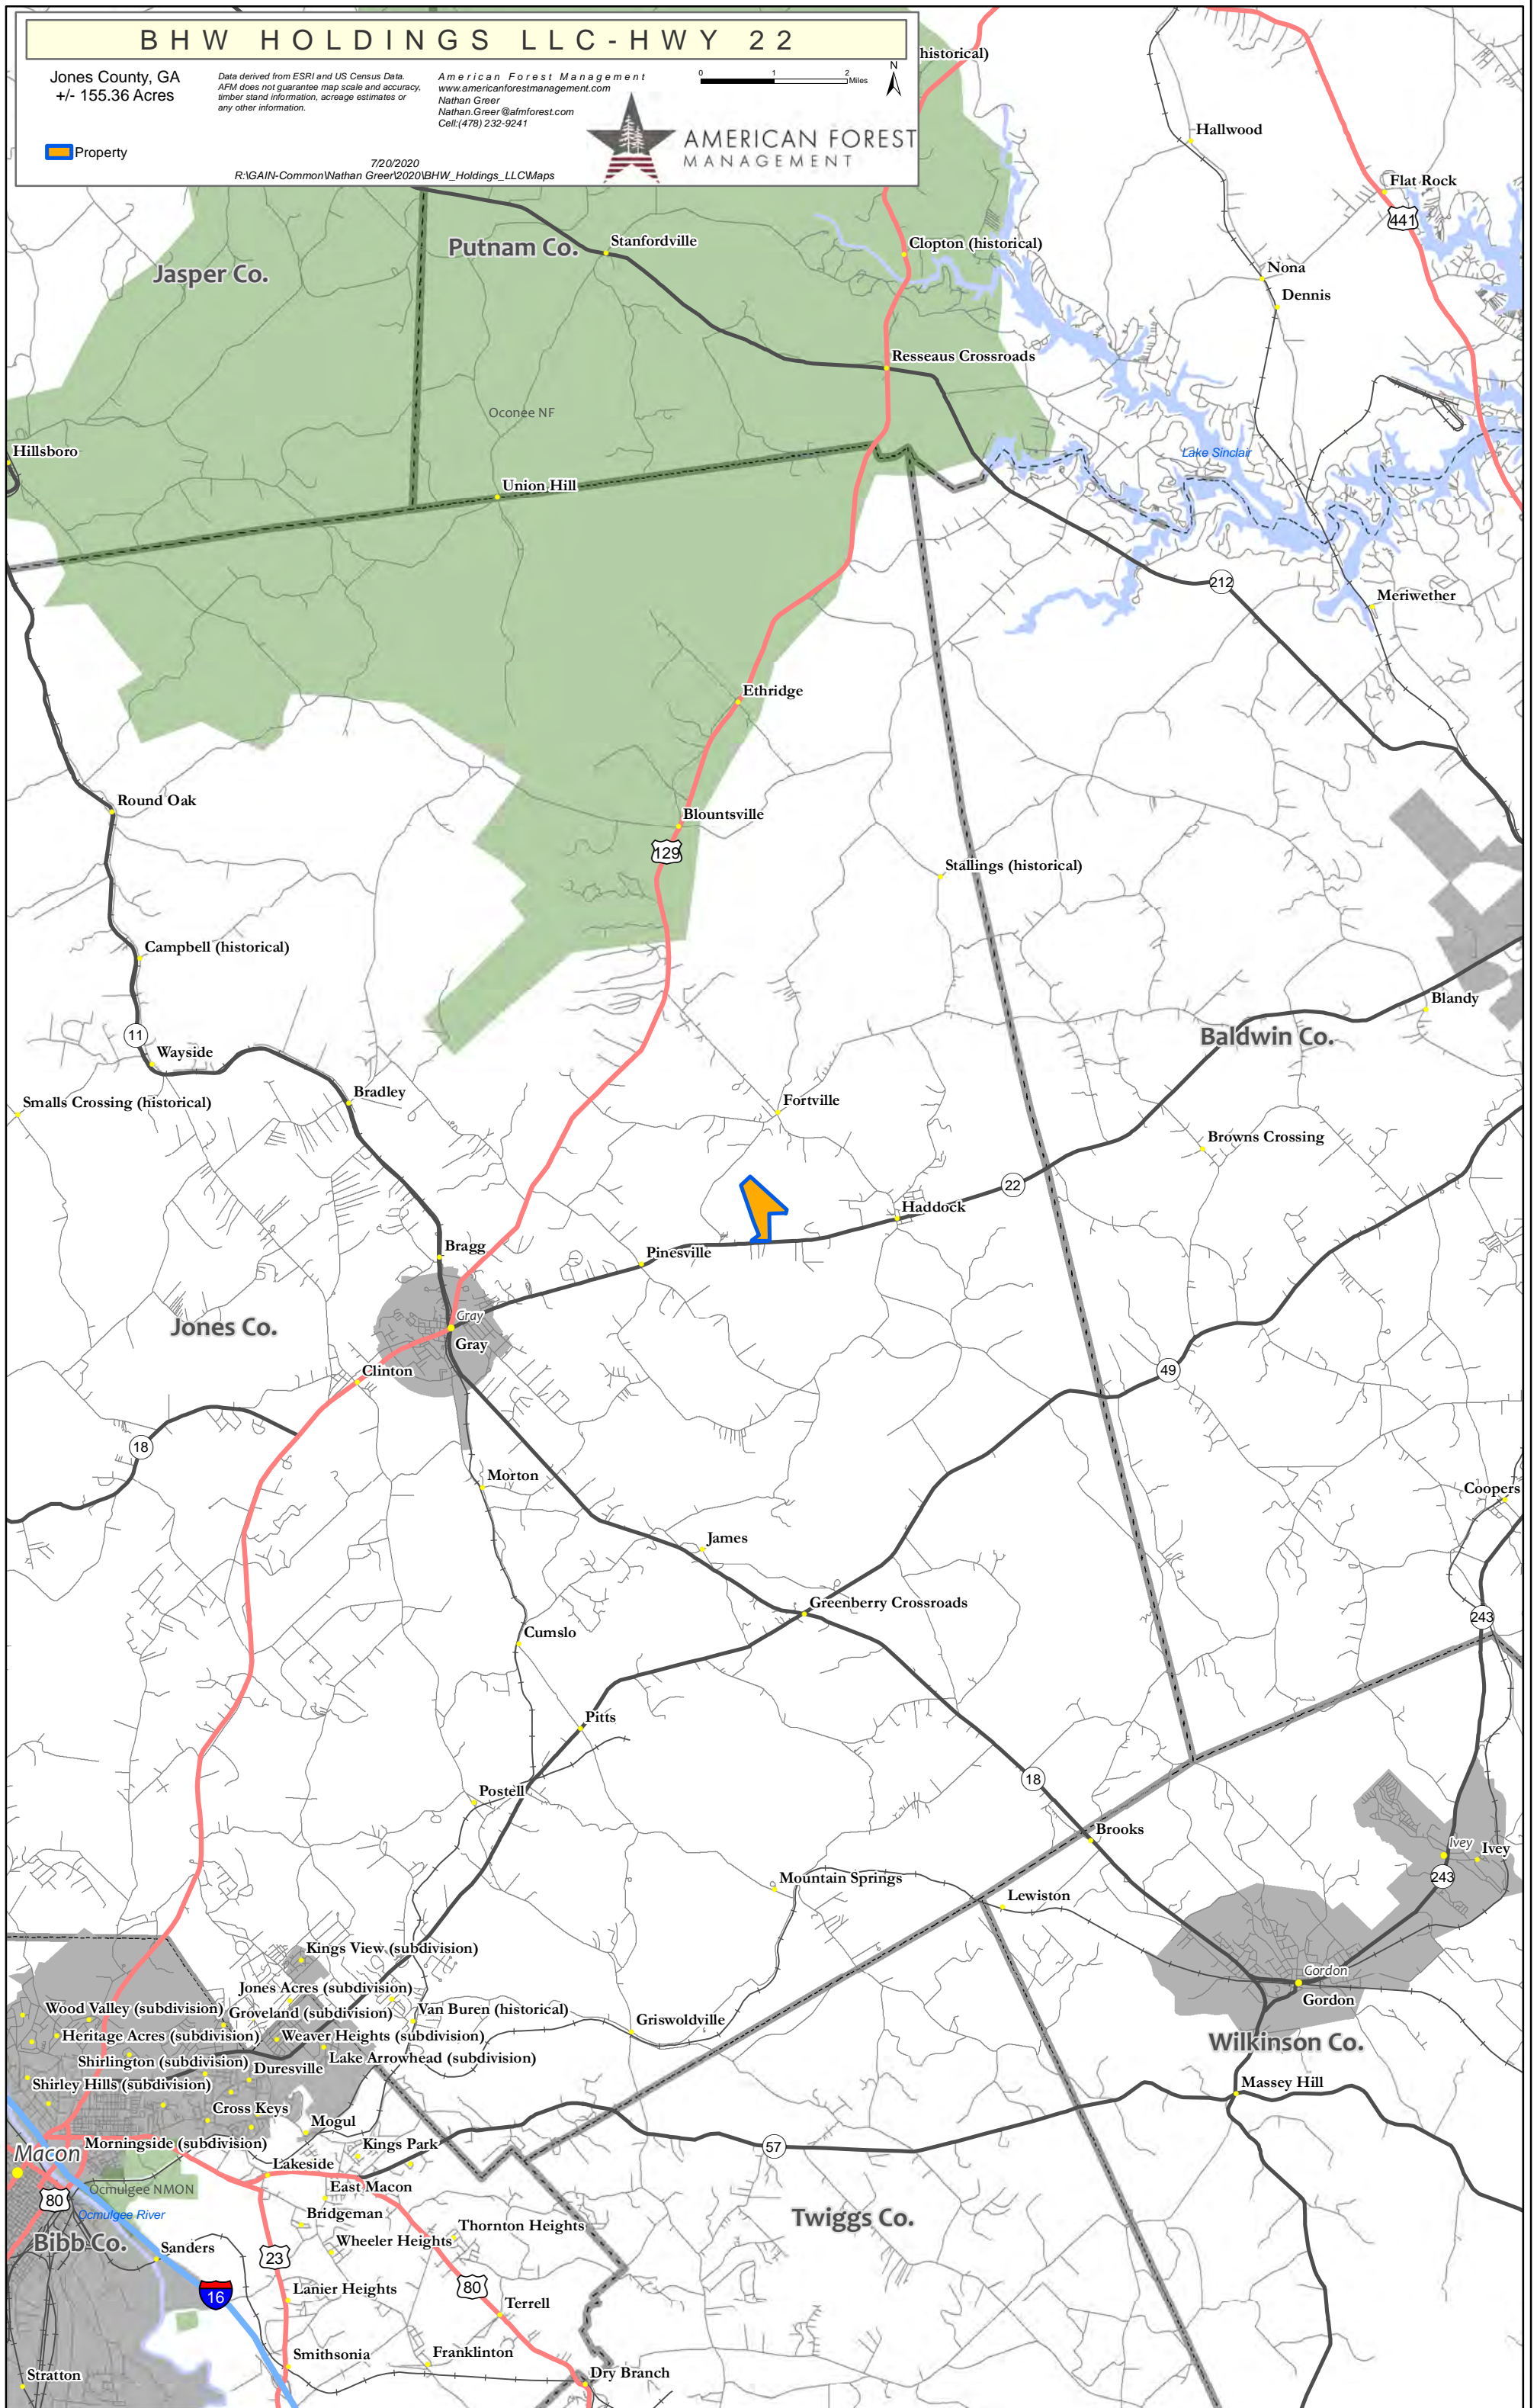 BHW HOLDINGS LLC-HWY 22
Jones County, GA
+/- 155.36 Acres
Data derived from ESRI and US Census Data.
AFM does not guarantee map scale and accuracy,
timber stand information, acreage estimates or
any other information.
American Forest Management
www.americanforestmanagement.com
Nathan Greer
Nathan.Greer@afmforest.com
Cell:(478) 232-9241
0 1 2
Miles
N
AMERICAN FOREST
MANAGEMENT
Property
7/20/2020
R:\GAIN-Common\Nathan Greer\2020\BHW_Holdings_LLC\Maps
historical)
Hallwood
Flat Rock
441
Putnam Co.
Stanfordville
Clopton (historical)
Jasper Co.
Nona
Dennis
Resseaus Crossroads
Oconee NF
Hillsboro
Lake Sinclair
Union Hill
212
Meriwether
Ethridge
Round Oak
Blountsville
129
Stallings (historical)
Campbell (historical)
Blandy
11
Baldwin Co.
Wayside
Bradley
Smalls Crossing (historical)
Fortville
Browns Crossing
22
Haddock
Bragg
Pinesville
Gray
Jones Co.
Gray
Clinton
49
18
Morton
Coopers
James
Greenberry Crossroads
243
Cumslo
Pitts
18
Postell
Brooks
Ivey
Ivey
243
Mountain Springs
Lewiston
Kings View (subdivision)
Gordon
Jones Acres (subdivision)
Gordon
Wood Valley (subdivision)
Groveland (subdivision)
Van Buren (historical)
Griswoldville
Heritage Acres (subdivision)
Weaver Heights (subdivision)
Wilkinson Co.
Shirlington (subdivision)
Duresville
Lake Arrowhead (subdivision)
Shirley Hills (subdivision)
Massey Hill
Cross Keys
Mogul
Morningside (subdivision)
Kings Park
57
Macon
Lakeside
Ocmulgee NMON
East Macon
80
Ocmulgee River
Bridgeman
Twiggs Co.
Thornton Heights
Bibb Co.
Wheeler Heights
Sanders
23
80
Lanier Heights
16
Terrell
Smithsonia
Franklinton
Stratton
Dry Branch